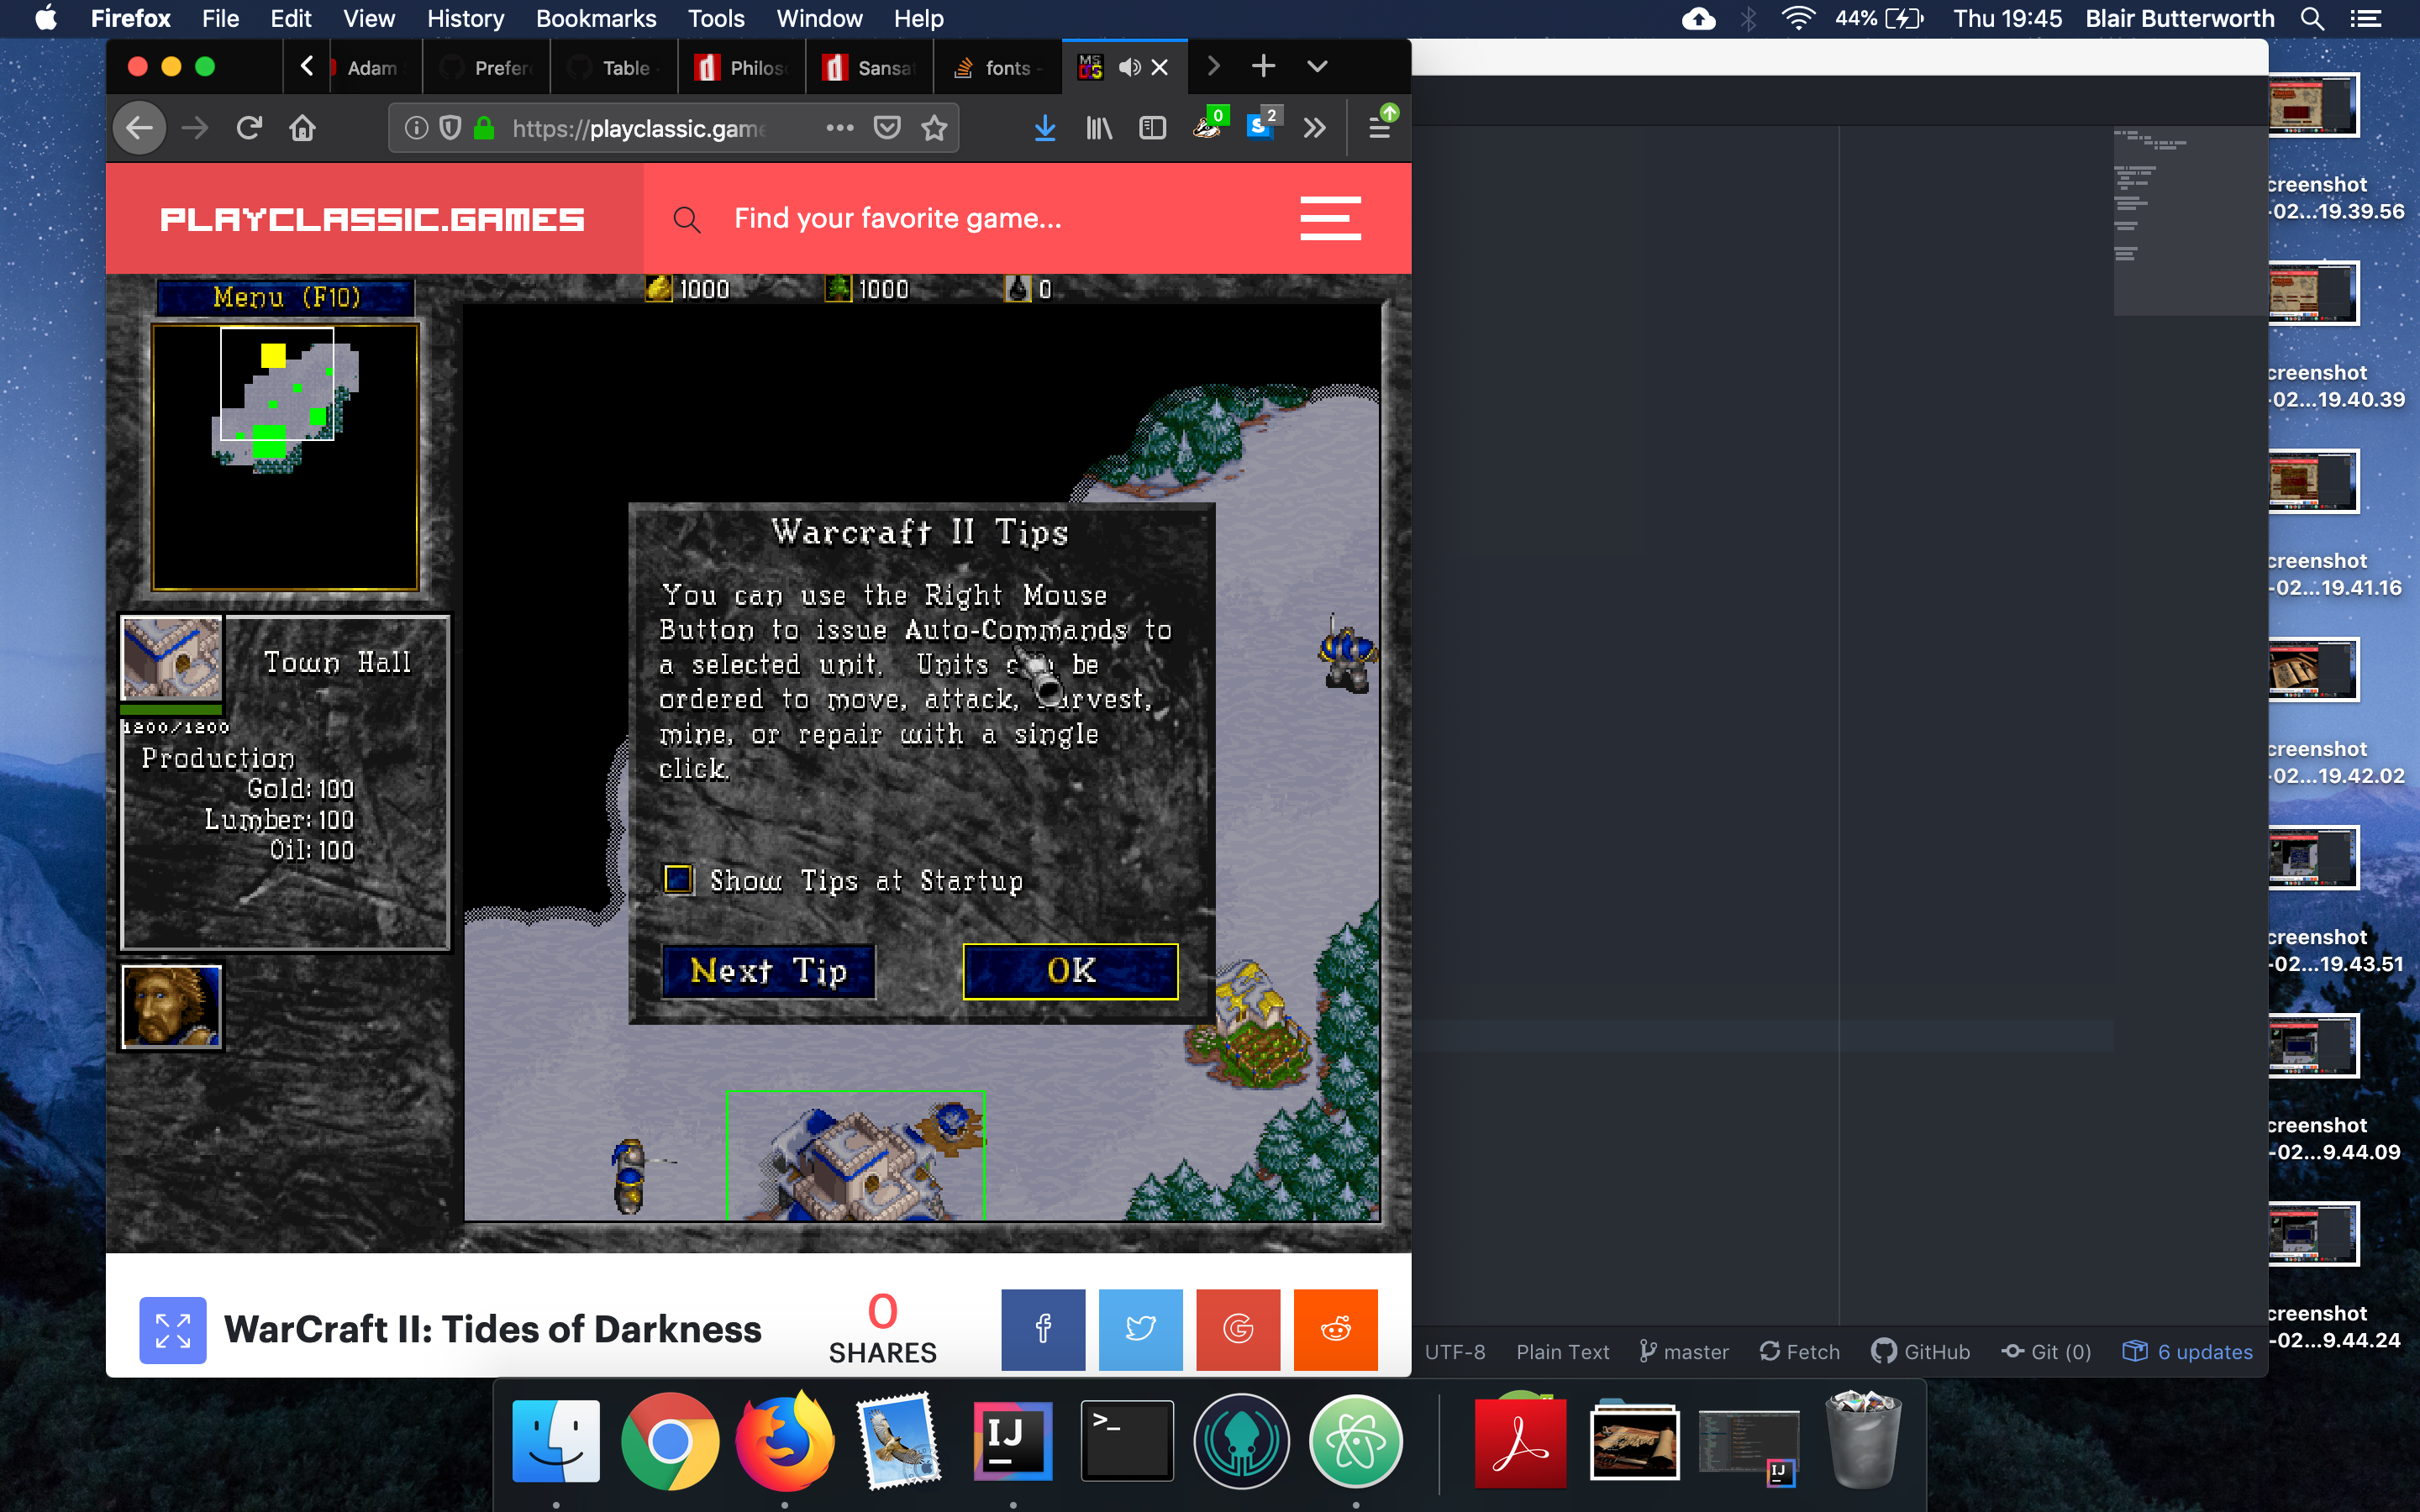 Firefox File Edit View History Bookmarks Tools Window Help 44% Thu 19:45 Blair Butterworth
Adam Prefer Table Philos Sansat fonts -
https://playclassic.game
0
2
PLAYCLASSIC.GAMES
Find your favorite game...
Menu (F10)
1000 1000 0
Town Hall
1200/1200
Production
Gold: 100
Lumber: 100
Oil: 100
Warcraft II Tips
You can use the Right Mouse
Button to issue Auto-Commands to
a selected unit. Units be
ordered to move, attack,
mine, or repair with a single
click.
Show Tips at Startup
Next Tip OK
WarCraft II: Tides of Darkness
0
SHARES
UTF-8 Plain Text master Fetch GitHub Git (0) 6 updates
creenshot
-02...19.39.56
creenshot
-02...19.40.39
creenshot
-02...19.41.16
creenshot
-02...19.42.02
creenshot
-02...19.43.51
creenshot
-02...9.44.09
creenshot
-02...9.44.24
IJ
>_
IJ